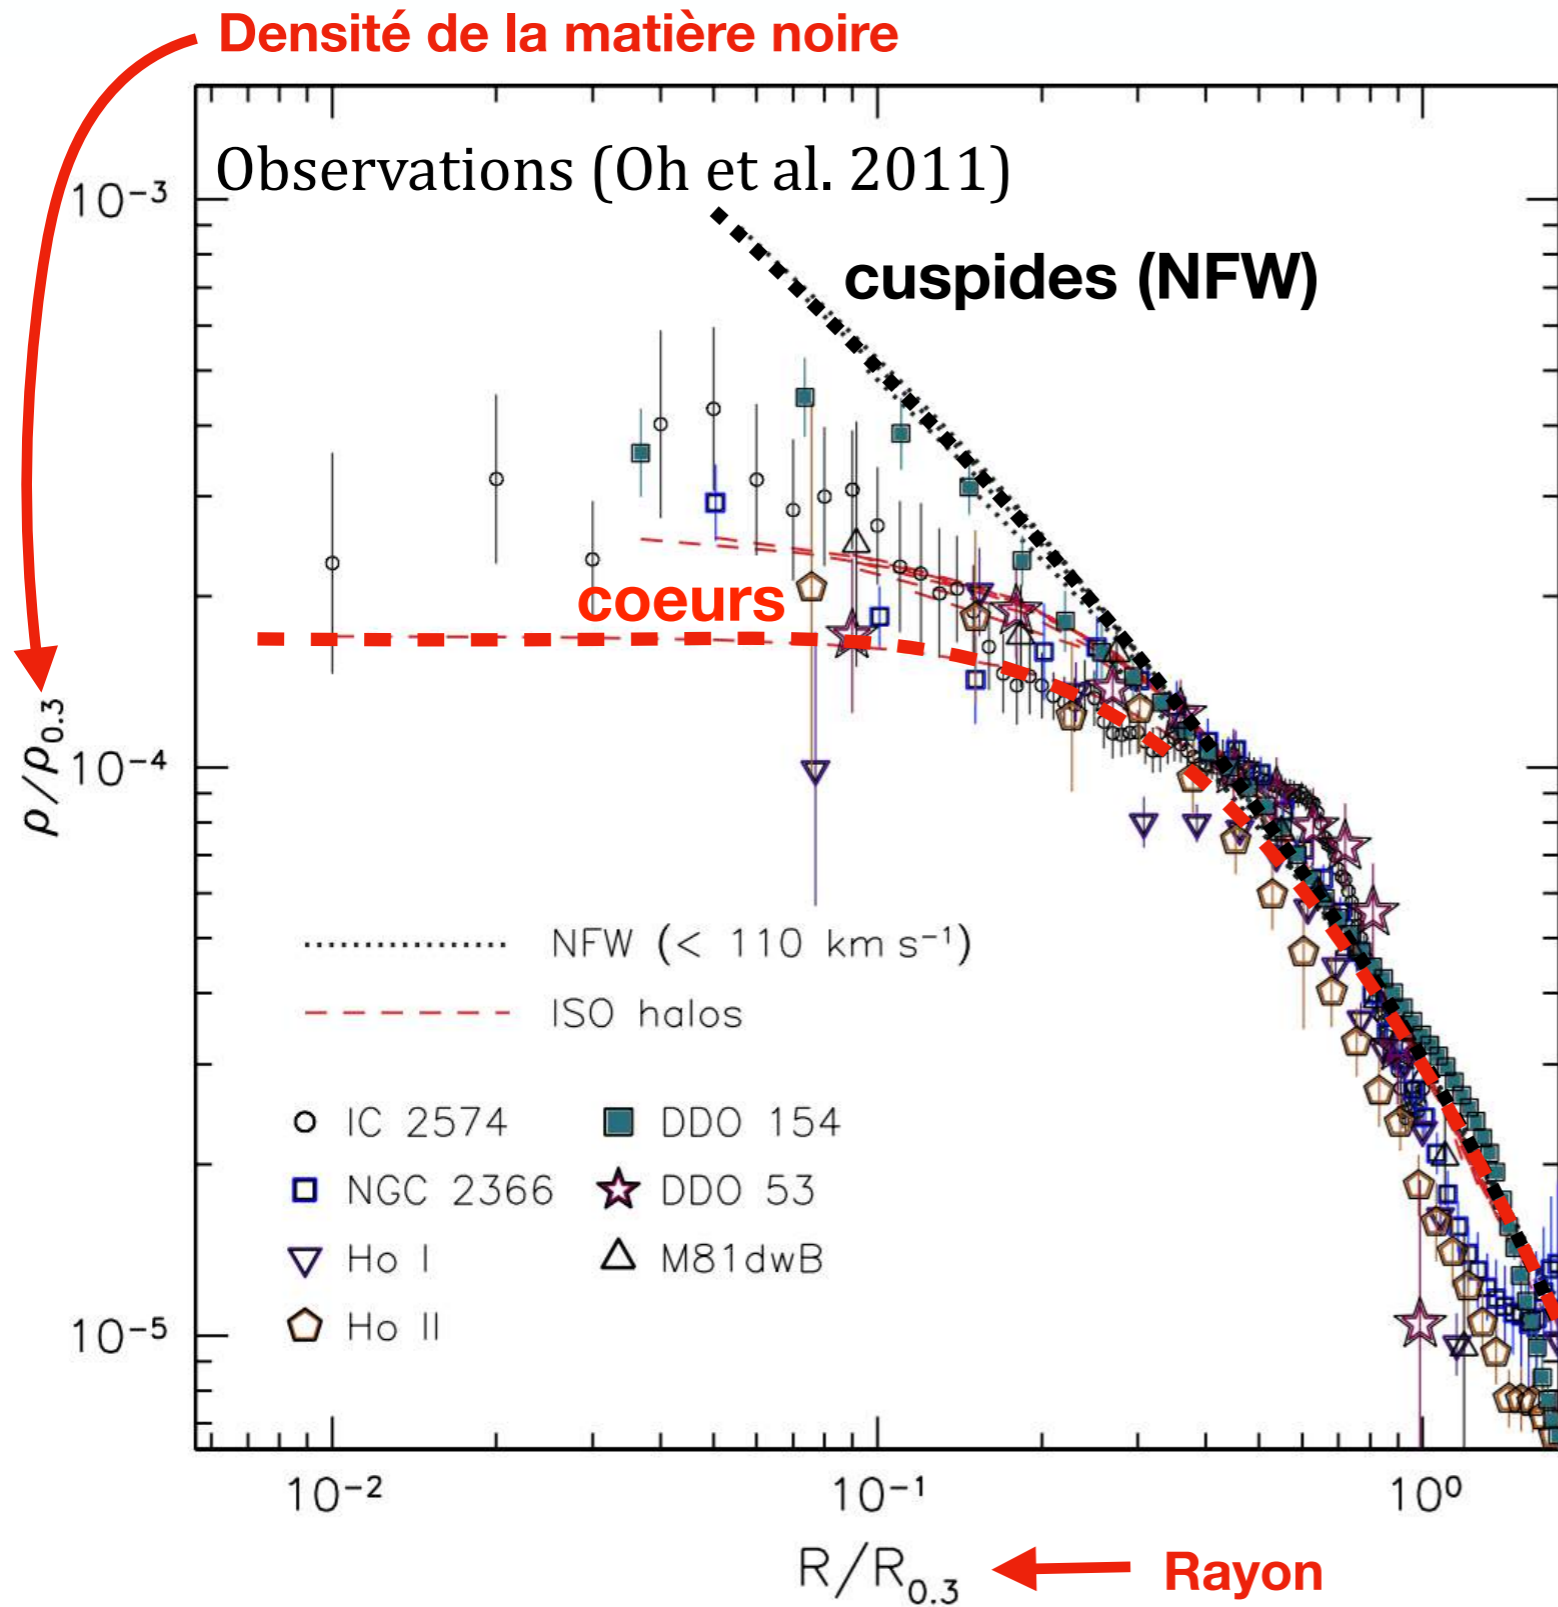 Densité de la matière noire
Observations (Oh et al. 2011)
10⁻³
cuspides (NFW)
coeurs
ρ/ρ₀.₃
10⁻⁴
NFW (< 110 km s⁻¹)
ISO halos
IC 2574
DDO 154
NGC 2366
DDO 53
Ho I
M81dwB
Ho II
10⁻⁵
10⁻²
10⁻¹
10⁰
R/R₀.₃
Rayon